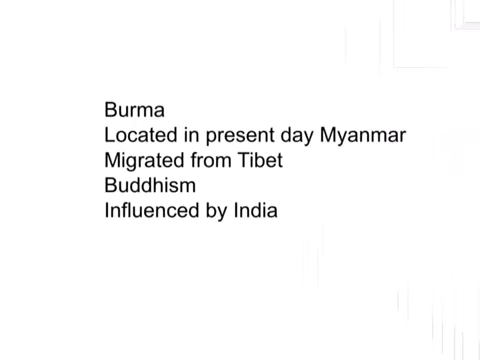 Burma
Located in present day Myanmar
Migrated from Tibet
Buddhism
Influenced by India